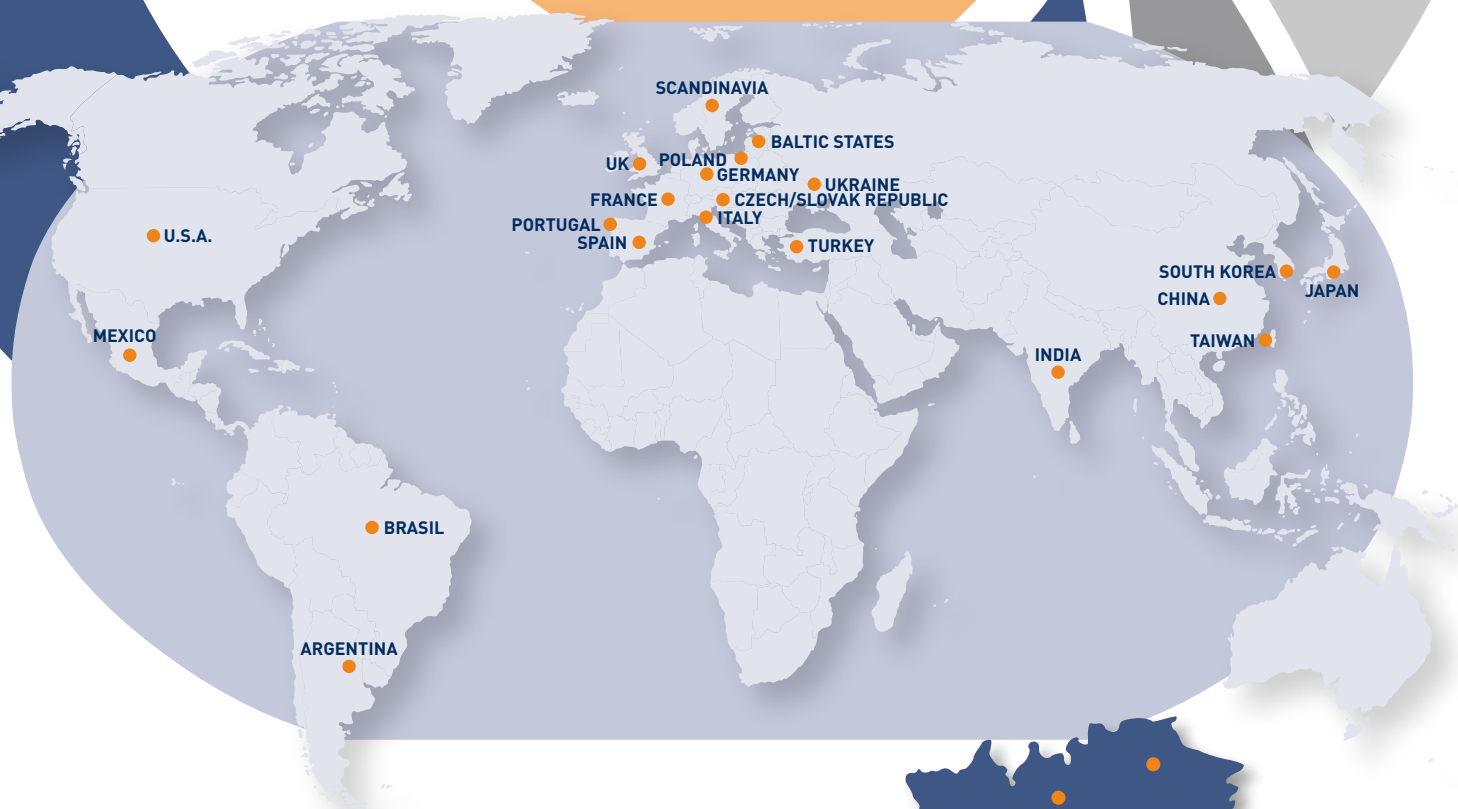 SCANDINAVIA
BALTIC STATES
UK
POLAND
GERMANY
UKRAINE
FRANCE
CZECH/SLOVAK REPUBLIC
ITALY
PORTUGAL
SPAIN
TURKEY
U.S.A.
SOUTH KOREA
JAPAN
CHINA
MEXICO
TAIWAN
INDIA
BRASIL
ARGENTINA